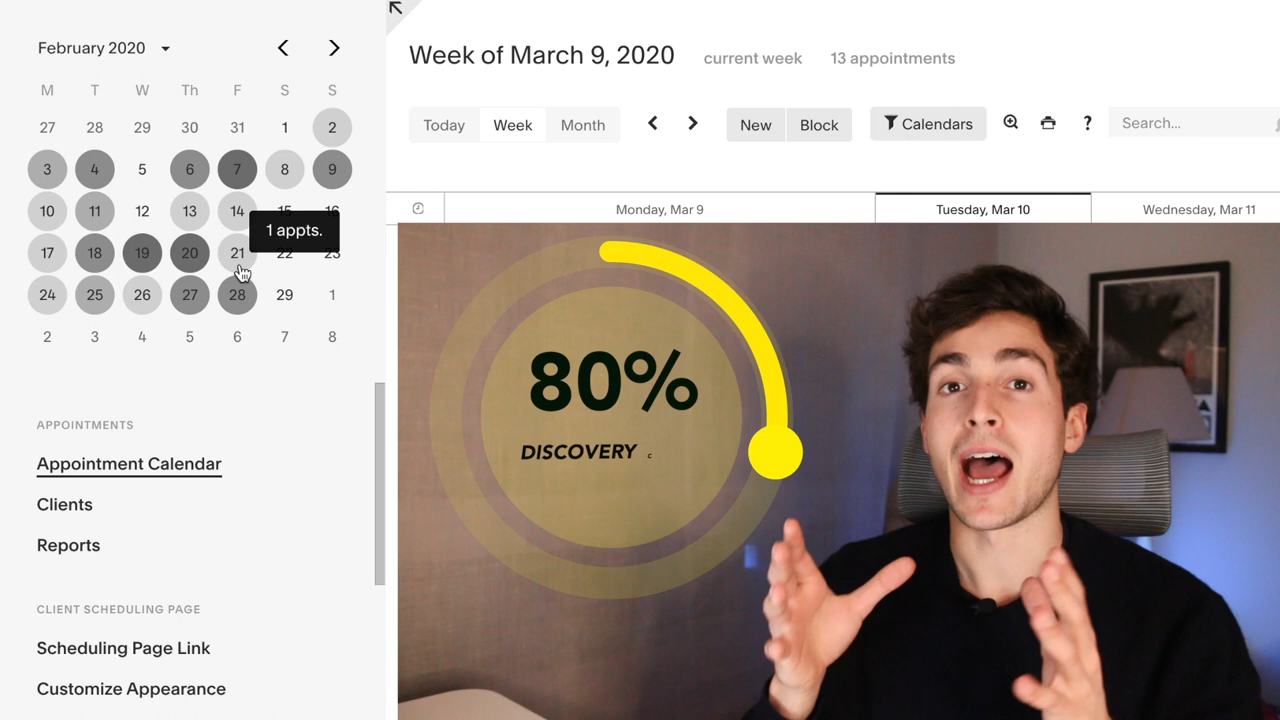 February 2020
M T W Th F S S
27 28 29 30 31 1 2
3 4 5 6 7 8 9
10 11 12 13 14 15 16
1 appts.
17 18 19 20 21 22 23
24 25 26 27 28 29 1
2 3 4 5 6 7 8
APPOINTMENTS
Appointment Calendar
Clients
Reports
CLIENT SCHEDULING PAGE
Scheduling Page Link
Customize Appearance
Week of March 9, 2020 current week 13 appointments
Today Week Month New Block Calendars ? Search...
Monday, Mar 9 Tuesday, Mar 10 Wednesday, Mar 11
80%
DISCOVERY c